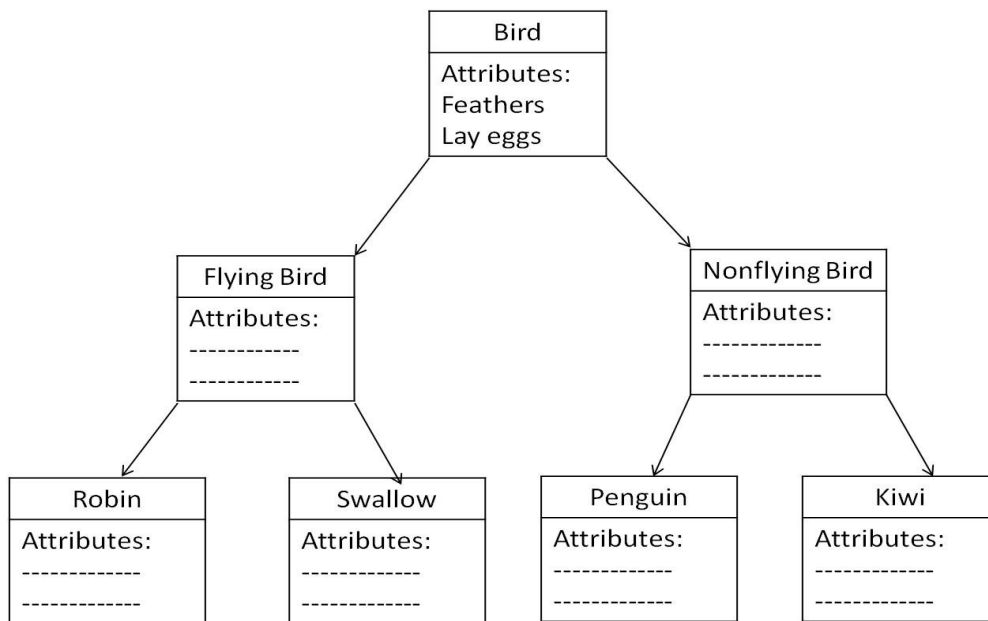 Bird
Attributes:
Feathers
Lay eggs
Flying Bird
Attributes:
------------
------------
Nonflying Bird
Attributes:
-------------
-------------
Robin
Attributes:
-------------
-------------
Swallow
Attributes:
-------------
-------------
Penguin
Attributes:
-------------
-------------
Kiwi
Attributes:
-------------
-------------